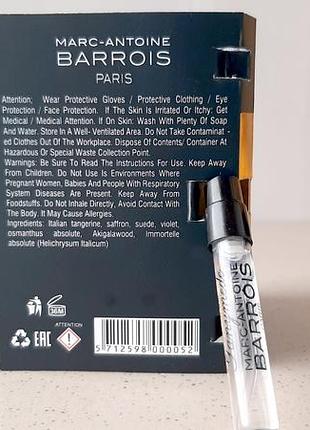 MARC-ANTOINE
BARROIS
PARIS
Attention; Wear Protective Gloves / Protective Clothing / Eye
Protection / Face Protection. If The Skin Is Irritated Or Itchy: Get
Medical / Medical Attention. If On Skin: Wash With Plenty Of Soap
And Water. Store In A Well- Ventilated Area. Do Not Take Contaminat -
ed Clothes Out Of The Workplace. Dispose Of Contents/ Container At
Hazardous Or Special Waste Collection Point.
Warnings: Be Sure To Read The Instructions For Use. Keep Away
From Children. Do Not Use Is Environments Where
Pregnant Women, Babies And People With Respiratory
System Diseases Are Present. Keep Away From
Foodstuffs. Do Not Inhale Directly, Avoid Contact With
The Body. It May Cause Allergies.
Ingredients: Italian tangerine, saffron, suede, violet,
osmanthus absolute, Akigalawood, Immortelle
absolute (Helichrysum Italicum)
36M
EAC
ATTENTION
5 712598 000052
Ganymede
MARC-ANTOINE
BARROIS